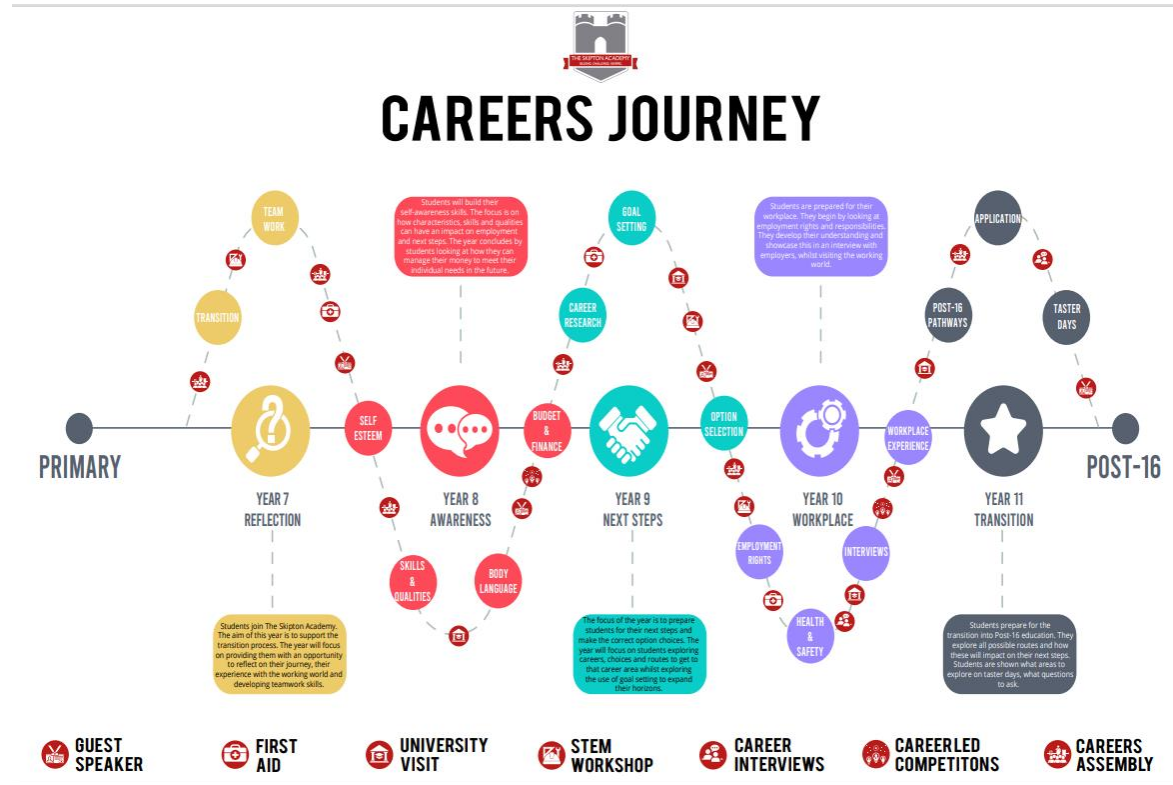 THE SKIPTON ACADEMY
CAREERS JOURNEY
TEAM
WORK
TRANSITION
Students will build their
self-awareness skills. The focus is on
how characteristics, skills and qualities
can have an impact on employment
and next steps. The year concludes by
students looking at how they can
manage their money to meet their
individual needs in the future.
GOAL
SETTING
CAREER
RESEARCH
Students are prepared for their
workplace. They begin by looking at
employment rights and responsibilities.
They develop their understanding and
showcase this in an interview with
employers, whilst visiting the working
world.
APPLICATION
POST-16
PATHWAYS
TASTER
DAYS
PRIMARY
SELF
ESTEEM
BUDGET
&
FINANCE
OPTION
SELECTION
WORKPLACE
EXPERIENCE
POST-16
YEAR 7
REFLECTION
YEAR 8
AWARENESS
YEAR 9
NEXT STEPS
YEAR 10
WORKPLACE
YEAR 11
TRANSITION
SKILLS
&
QUALITIES
BODY
LANGUAGE
EMPLOYMENT
RIGHTS
INTERVIEWS
HEALTH
&
SAFETY
Students join The Skipton Academy.
The aim of this year is to support the
transition process. The year will focus
on providing them with an opportunity
to reflect on their journey, their
experience with the working world and
developing teamwork skills.
The focus of the year is to prepare
students for their next steps and
make the correct option choices. The
year will focus on students exploring
careers, choices and routes to get to
that career area whilst exploring
the use of goal setting to expand
their horizons.
Students prepare for the
transition into Post-16 education. They
explore all possible routes and how
these will impact on their next steps.
Students are shown what areas to
explore on taster days, what questions
to ask.
GUEST
SPEAKER
FIRST
AID
UNIVERSITY
VISIT
STEM
WORKSHOP
CAREER
INTERVIEWS
CAREERLED
COMPETITONS
CAREERS
ASSEMBLY